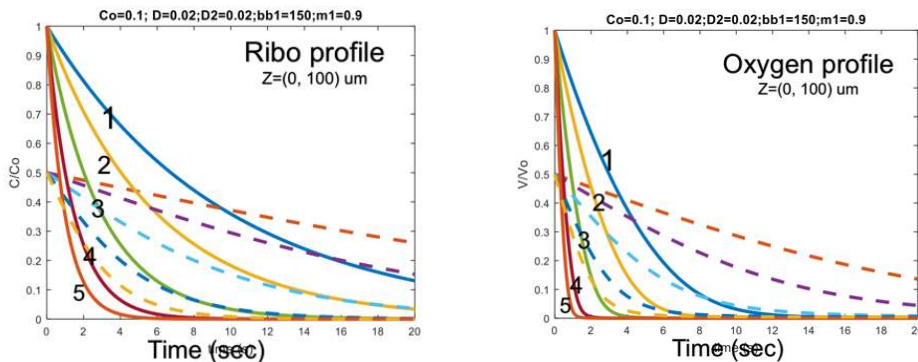 Co=0.1; D=0.02;D2=0.02;bb1=150;m1=0.9
Ribo profile
Z=(0, 100) um
C/Co
1
0.9
0.8
0.7
0.6
0.5
0.4
0.3
0.2
0.1
0
1
2
3
4
5
0 2 4 6 8 10 12 14 16 18 20
Time (sec)
Co=0.1; D=0.02;D2=0.02;bb1=150;m1=0.9
Oxygen profile
Z=(0, 100) um
V/Vo
1
0.9
0.8
0.7
0.6
0.5
0.4
0.3
0.2
0.1
0
1
2
3
4
5
0 2 4 6 8 10 12 14 16 18 20
Time (sec)